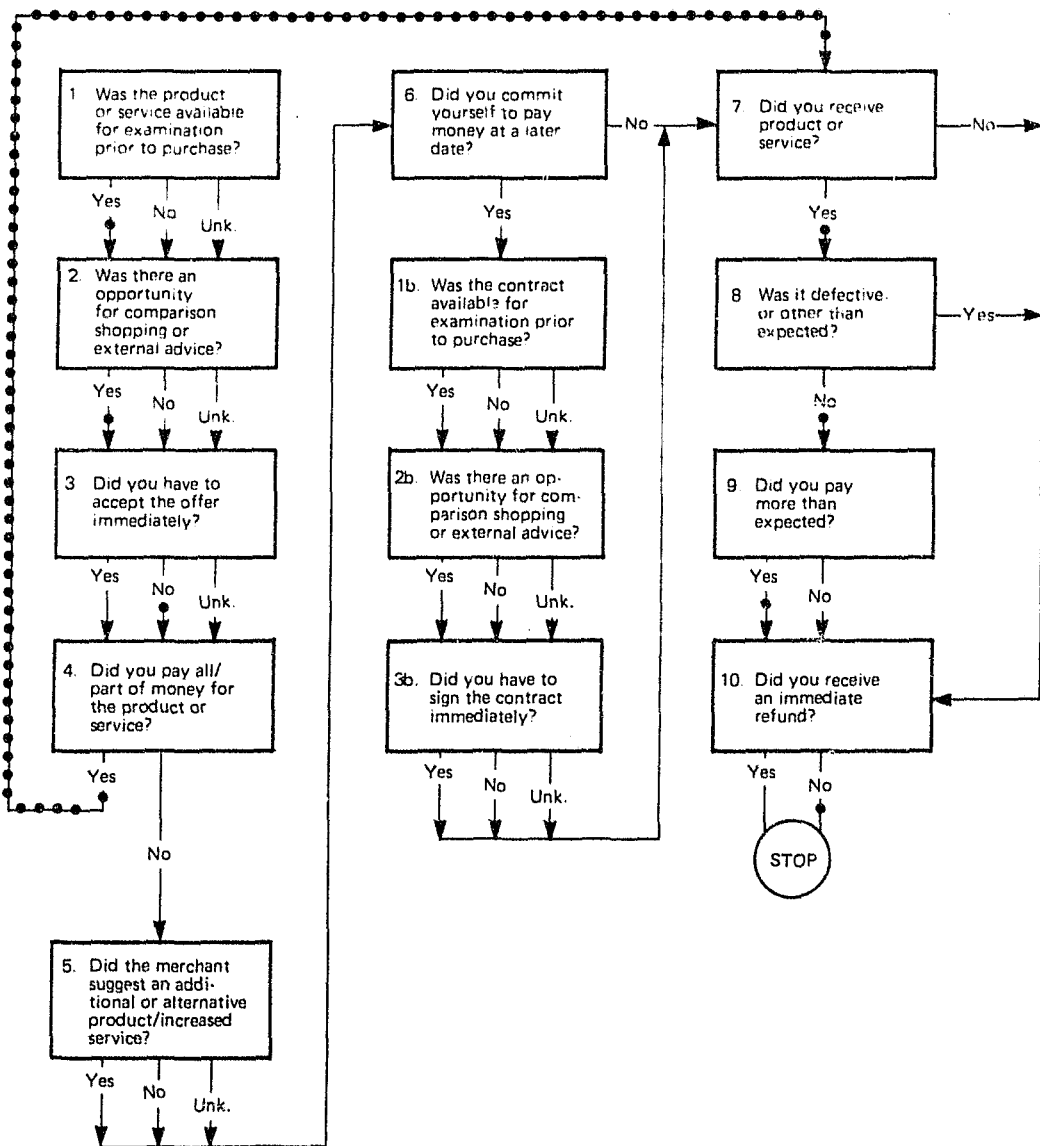 1 Was the product
or service available
for examination
prior to purchase?
Yes
No
Unk.
2. Was there an
opportunity
for comparison
shopping or
external advice?
Yes
No
Unk.
3 Did you have to
accept the offer
immediately?
Yes
No
Unk.
4. Did you pay all/
part of money for
the product or
service?
Yes
No
5. Did the merchant
suggest an addi-
tional or alternative
product/increased
service?
Yes
No
Unk.
6. Did you commit
yourself to pay
money at a later
date?
No
Yes
1b. Was the contract
available for
examination prior
to purchase?
Yes
No
Unk.
2b. Was there an op-
portunity for com-
parison shopping
or external advice?
Yes
No
Unk.
3b. Did you have to
sign the contract
immediately?
Yes
No
Unk.
7. Did you receive
product or
service?
No
Yes
8 Was it defective
or other than
expected?
Yes
No
9 Did you pay
more than
expected?
Yes
No
10. Did you receive
an immediate
refund?
Yes
No
STOP